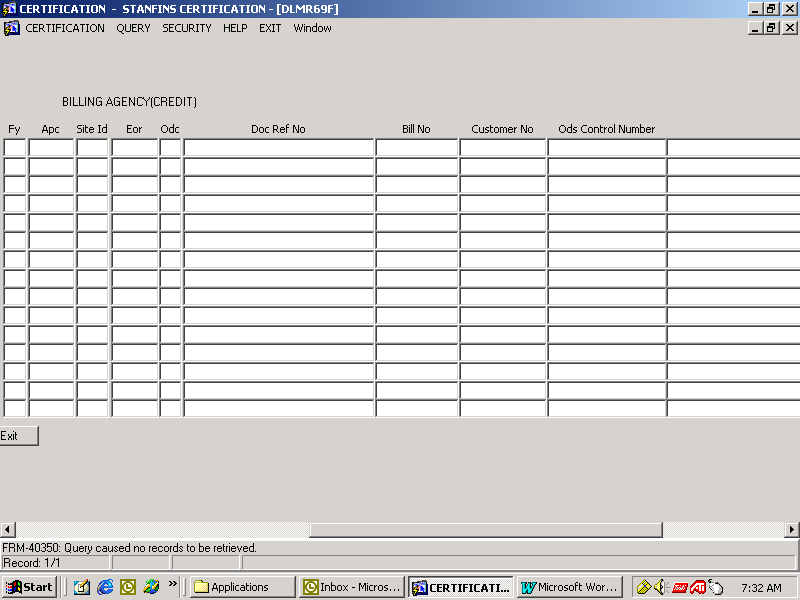 CERTIFICATION - STANFINS CERTIFICATION - [DLMR69F]
CERTIFICATION QUERY SECURITY HELP EXIT Window
BILLING AGENCY(CREDIT)
Fy Apc Site Id Eor Odc Doc Ref No Bill No Customer No Ods Control Number
Exit
FRM-40350: Query caused no records to be retrieved.
Record: 1/1
Start » Applications Inbox - Micros... CERTIFICATI... Microsoft Wor... 7:32 AM